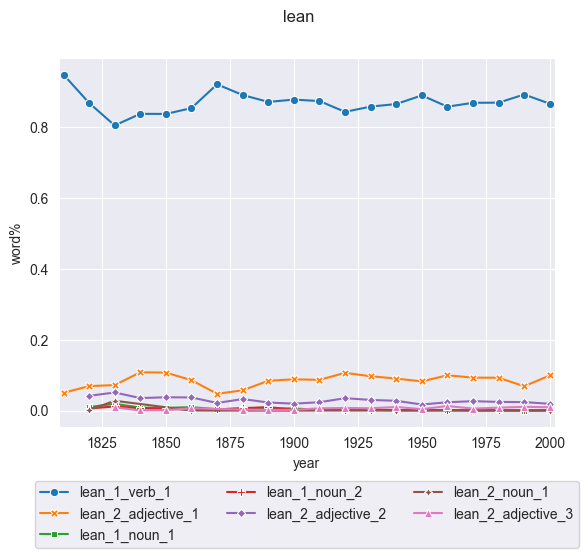 lean
word%
0.8
0.6
0.4
0.2
0.0
1825 1850 1875 1900 1925 1950 1975 2000
year
lean_1_verb_1 lean_1_noun_2 lean_2_noun_1
lean_2_adjective_1 lean_2_adjective_2 lean_2_adjective_3
lean_1_noun_1